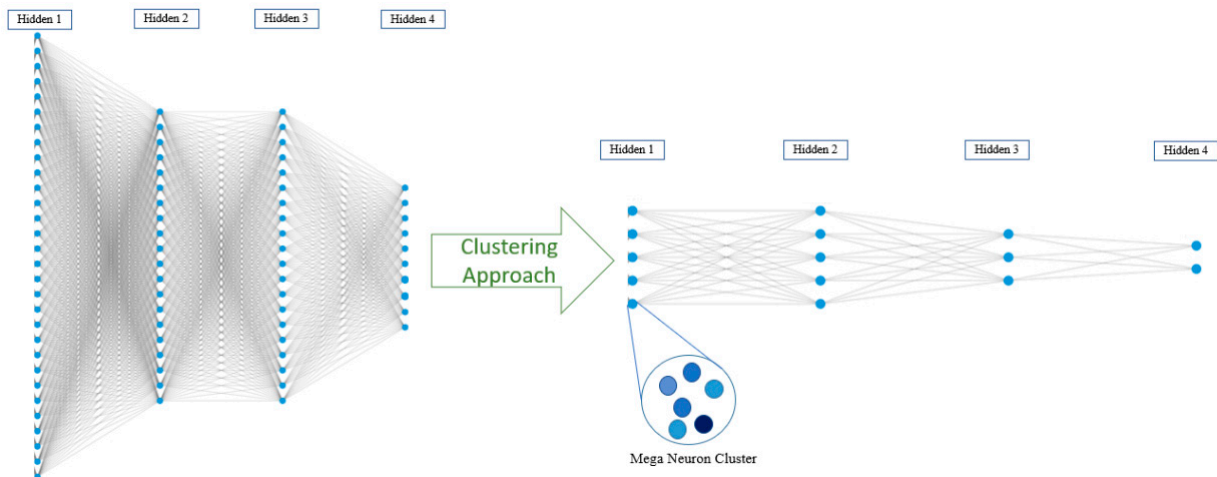 Hidden 1
Hidden 2
Hidden 3
Hidden 4
Clustering
Approach
Hidden 1
Hidden 2
Hidden 3
Hidden 4
Mega Neuron Cluster